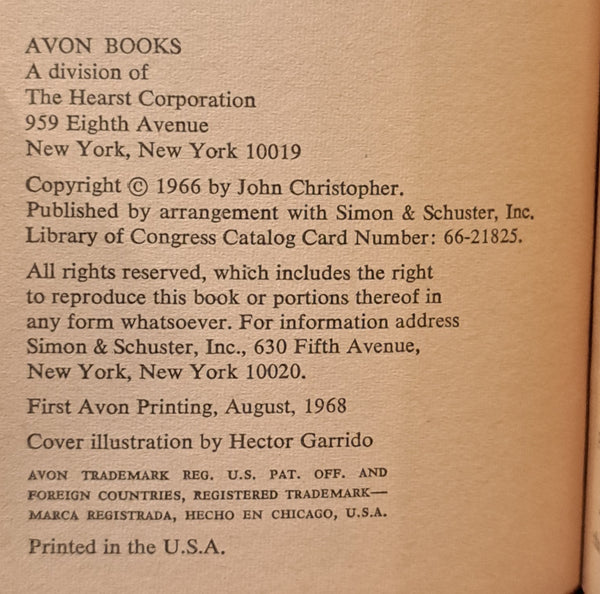 AVON BOOKS
A division of
The Hearst Corporation
959 Eighth Avenue
New York, New York 10019
Copyright © 1966 by John Christopher.
Published by arrangement with Simon & Schuster, Inc.
Library of Congress Catalog Card Number: 66-21825.
All rights reserved, which includes the right
to reproduce this book or portions thereof in
any form whatsoever. For information address
Simon & Schuster, Inc., 630 Fifth Avenue,
New York, New York 10020.
First Avon Printing, August, 1968
Cover illustration by Hector Garrido
AVON TRADEMARK REG. U.S. PAT. OFF. AND
FOREIGN COUNTRIES, REGISTERED TRADEMARK—
MARCA REGISTRADA, HECHO EN CHICAGO, U.S.A.
Printed in the U.S.A.